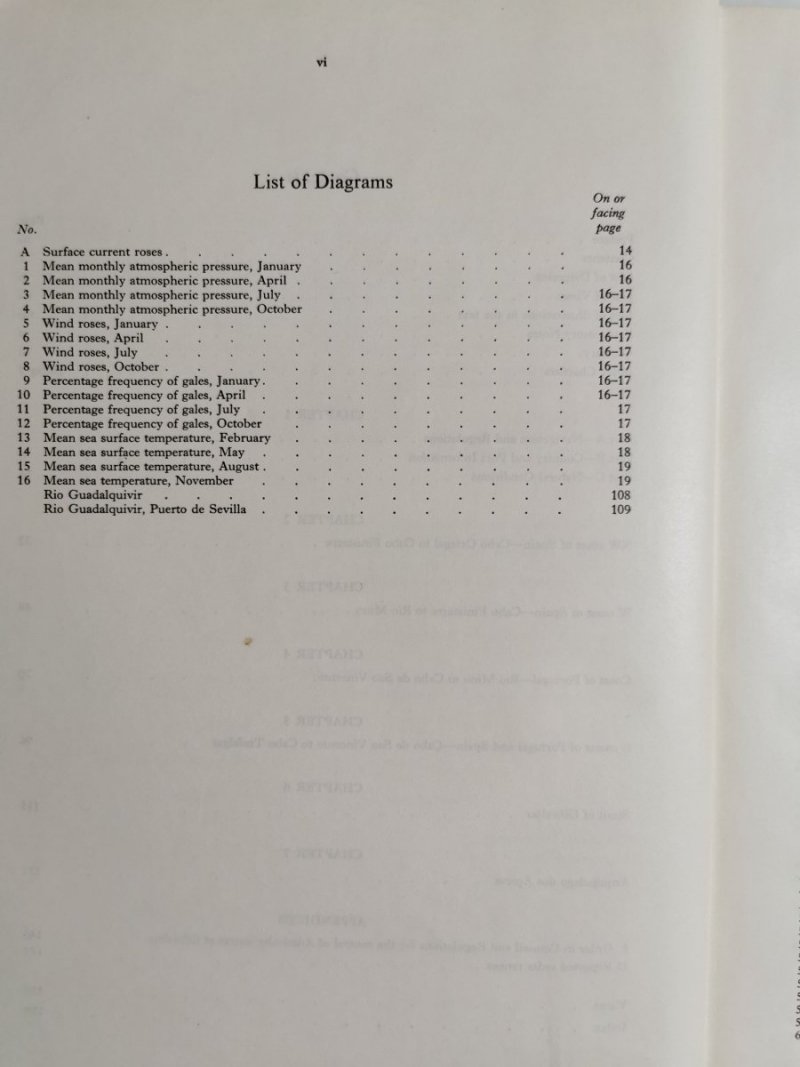 vi
List of Diagrams
On or
facing
No. page
A Surface current roses . . . . . . . . . . . . . 14
1 Mean monthly atmospheric pressure, January . . . . . . . . 16
2 Mean monthly atmospheric pressure, April . . . . . . . . . 16
3 Mean monthly atmospheric pressure, July . . . . . . . . . 16–17
4 Mean monthly atmospheric pressure, October . . . . . . . . 16–17
5 Wind roses, January . . . . . . . . . . . . . 16–17
6 Wind roses, April . . . . . . . . . . . . . 16–17
7 Wind roses, July . . . . . . . . . . . . . 16–17
8 Wind roses, October . . . . . . . . . . . . . 16–17
9 Percentage frequency of gales, January . . . . . . . . . . 16–17
10 Percentage frequency of gales, April . . . . . . . . . . 16–17
11 Percentage frequency of gales, July . . . . . . . . . . 17
12 Percentage frequency of gales, October . . . . . . . . . 17
13 Mean sea surface temperature, February . . . . . . . . . 18
14 Mean sea surface temperature, May . . . . . . . . . . 18
15 Mean sea surface temperature, August . . . . . . . . . . 19
16 Mean sea temperature, November . . . . . . . . . . 19
Rio Guadalquivir . . . . . . . . . . . . . 108
Rio Guadalquivir, Puerto de Sevilla . . . . . . . . . . 109